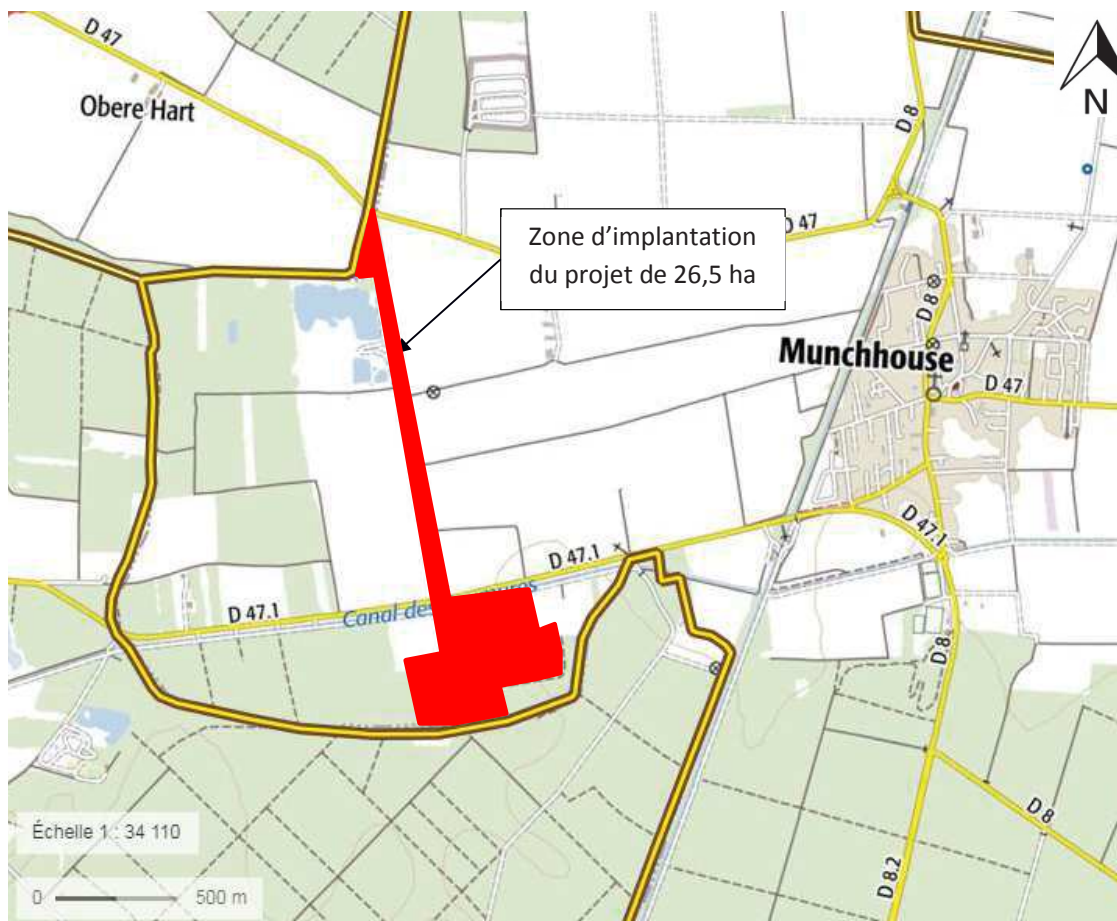 D 47
Obere Hart
D 8
N
Zone d'implantation
du projet de 26,5 ha
D 47
D 8
Munchhouse
D 47
D 47.1
D 47.1
D 47.1
Canal des
D 8
D 8
D 8.2
Échelle 1 : 34 110
0
500 m